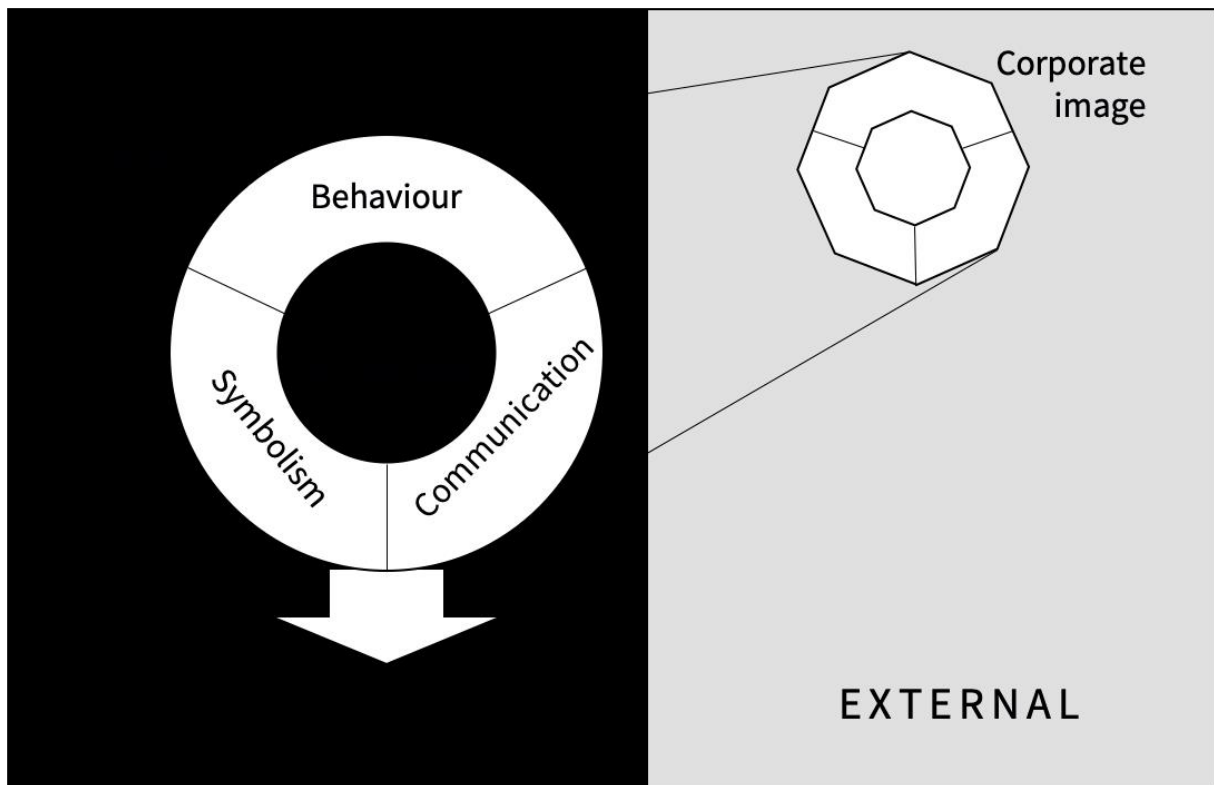 Behaviour
Symbolism
Communication
Corporate
image
EXTERNAL